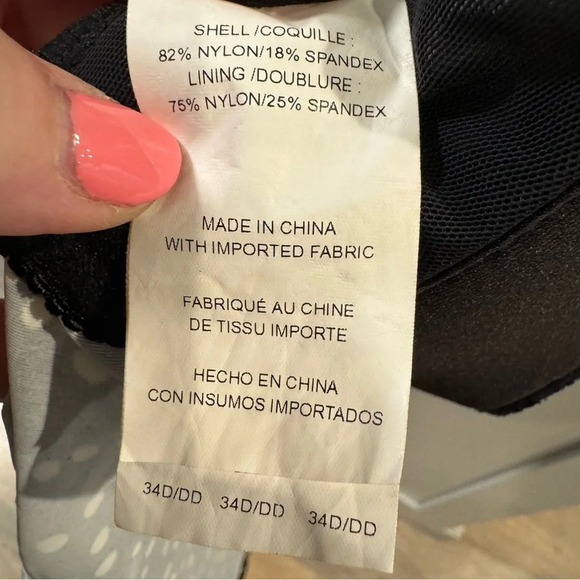 SHELL /COQUILLE :
82% NYLON/18% SPANDEX
LINING /DOUBLURE :
75% NYLON/25% SPANDEX
MADE IN CHINA
WITH IMPORTED FABRIC
FABRIQUÉ AU CHINE
DE TISSU IMPORTE
HECHO EN CHINA
CON INSUMOS IMPORTADOS
34D/DD 34D/DD 34D/DD